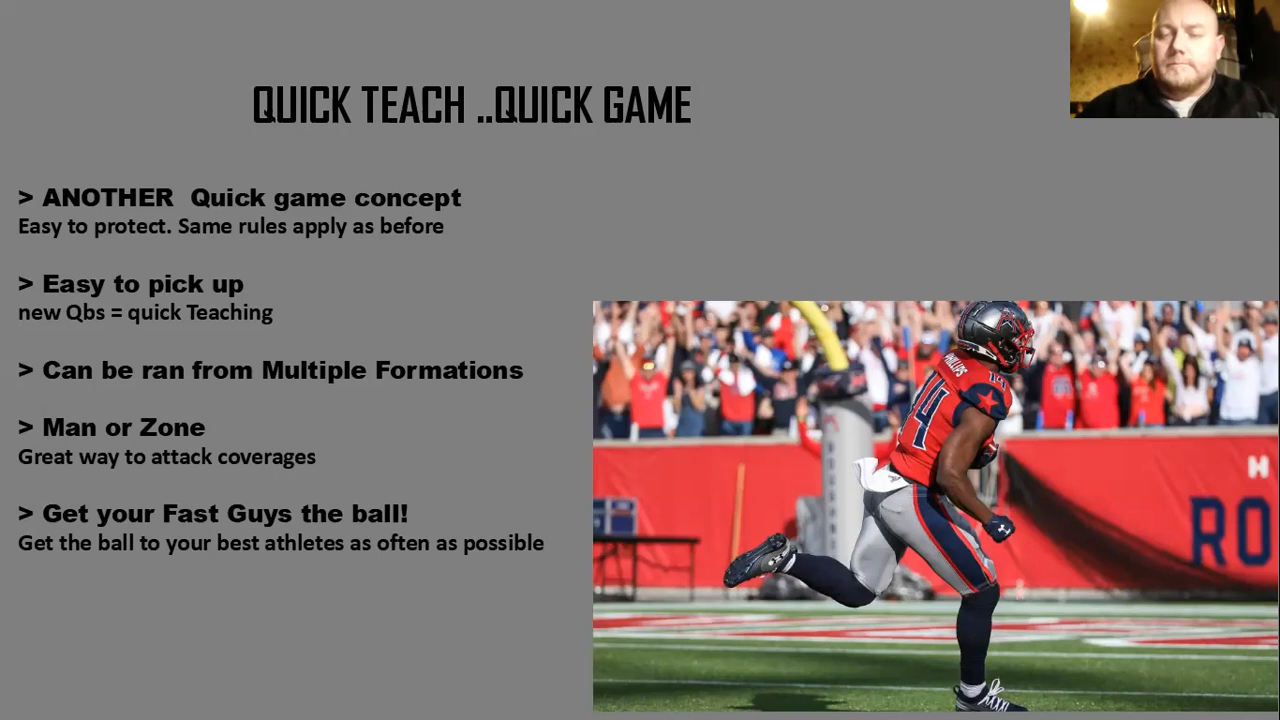 QUICK TEACH ..QUICK GAME
> ANOTHER Quick game concept
Easy to protect. Same rules apply as before
> Easy to pick up
new Qbs = quick Teaching
> Can be ran from Multiple Formations
> Man or Zone
Great way to attack coverages
> Get your Fast Guys the ball!
Get the ball to your best athletes as often as possible
PHILLIPS
14
14
H
RO